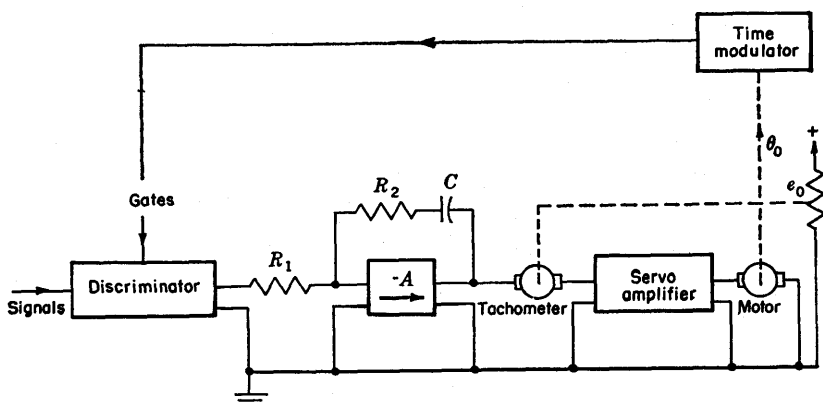 Time
modulator
+
θ₀
e₀
R₂
C
Gates
R₁
-A
Discriminator
Signals
Tachometer
Servo
amplifier
Motor